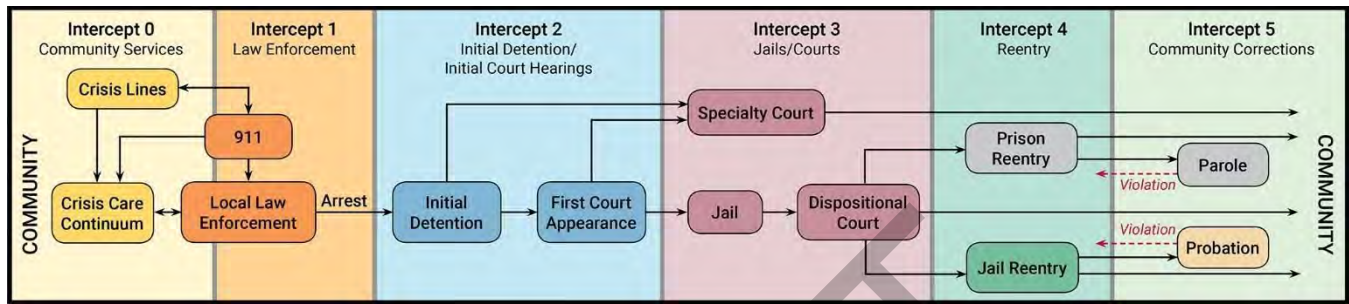 Intercept 0
Community Services
Intercept 1
Law Enforcement
Intercept 2
Initial Detention/
Initial Court Hearings
Intercept 3
Jails/Courts
Intercept 4
Reentry
Intercept 5
Community Corrections
COMMUNITY
Crisis Lines
911
Crisis Care
Continuum
Local Law
Enforcement
Arrest
Initial
Detention
First Court
Appearance
Specialty Court
Jail
Dispositional
Court
Prison
Reentry
Parole
Violation
Jail Reentry
Probation
Violation
COMMUNITY